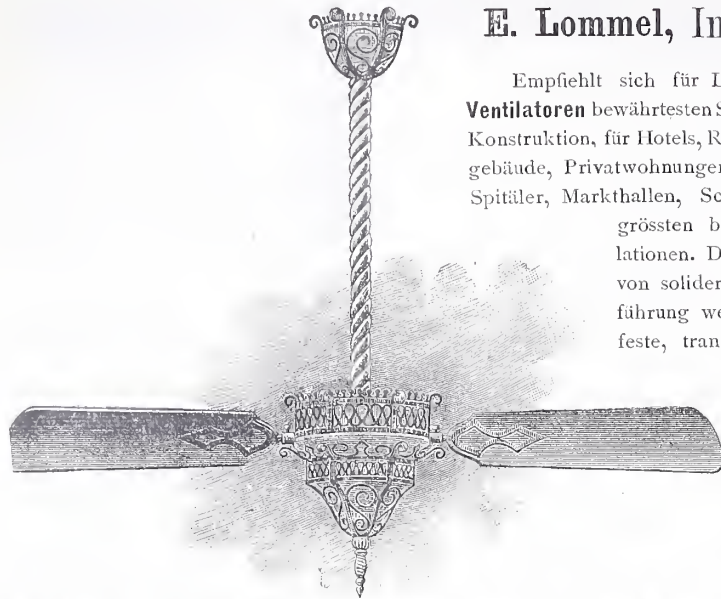 E. Lommel, In
Empfiehlt sich für L
Ventilatoren bewährtesten S
Konstruktion, für Hotels, R
gebäude, Privatwohnungen
Spitäler, Markthallen, Sc
grössten b
lationen. D
von solider
führung we
feste, tran